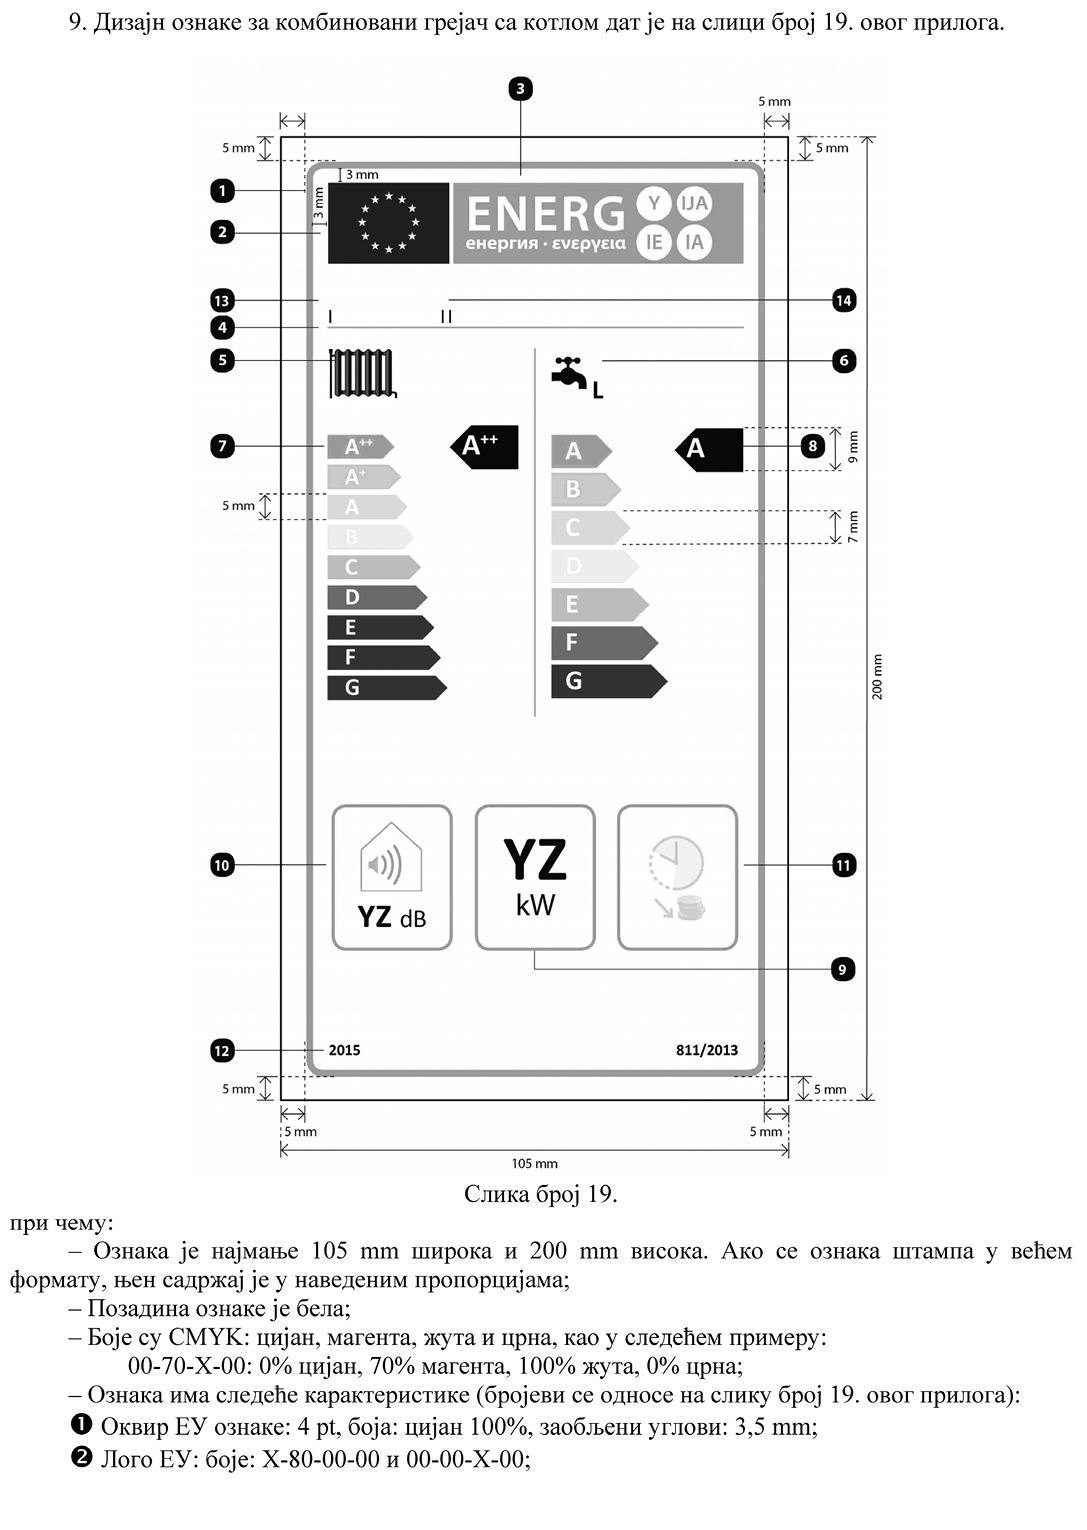 9. Дизајн ознаке за комбиновани грејач са котлом дат је на слици број 19. овог прилога.
3
5 mm
5 mm
5 mm
1
3 mm
3 mm
2
ENERG
енергия · ενεργεια
Y
IJA
IE
IA
13
14
I
II
4
5
6
L
7
A++
A+
A
B
C
D
E
F
G
A++
A
B
C
D
E
F
G
A
8
9 mm
7 mm
5 mm
200 mm
10
YZ dB
YZ
kW
11
9
12
2015
811/2013
5 mm
5 mm
5 mm
5 mm
105 mm
Слика број 19.
при чему:
– Ознака је најмање 105 mm широка и 200 mm висока. Ако се ознака штампа у већем
формату, њен садржај је у наведеним пропорцијама;
– Позадина ознаке је бела;
– Боје су CMYK: цијан, магента, жута и црна, као у следећем примеру:
00-70-X-00: 0% цијан, 70% магента, 100% жута, 0% црна;
– Ознака има следеће карактеристике (бројеви се односе на слику број 19. овог прилога):
❶ Оквир ЕУ ознаке: 4 pt, боја: цијан 100%, заобљени углови: 3,5 mm;
❷ Лого ЕУ: боје: X-80-00-00 и 00-00-X-00;